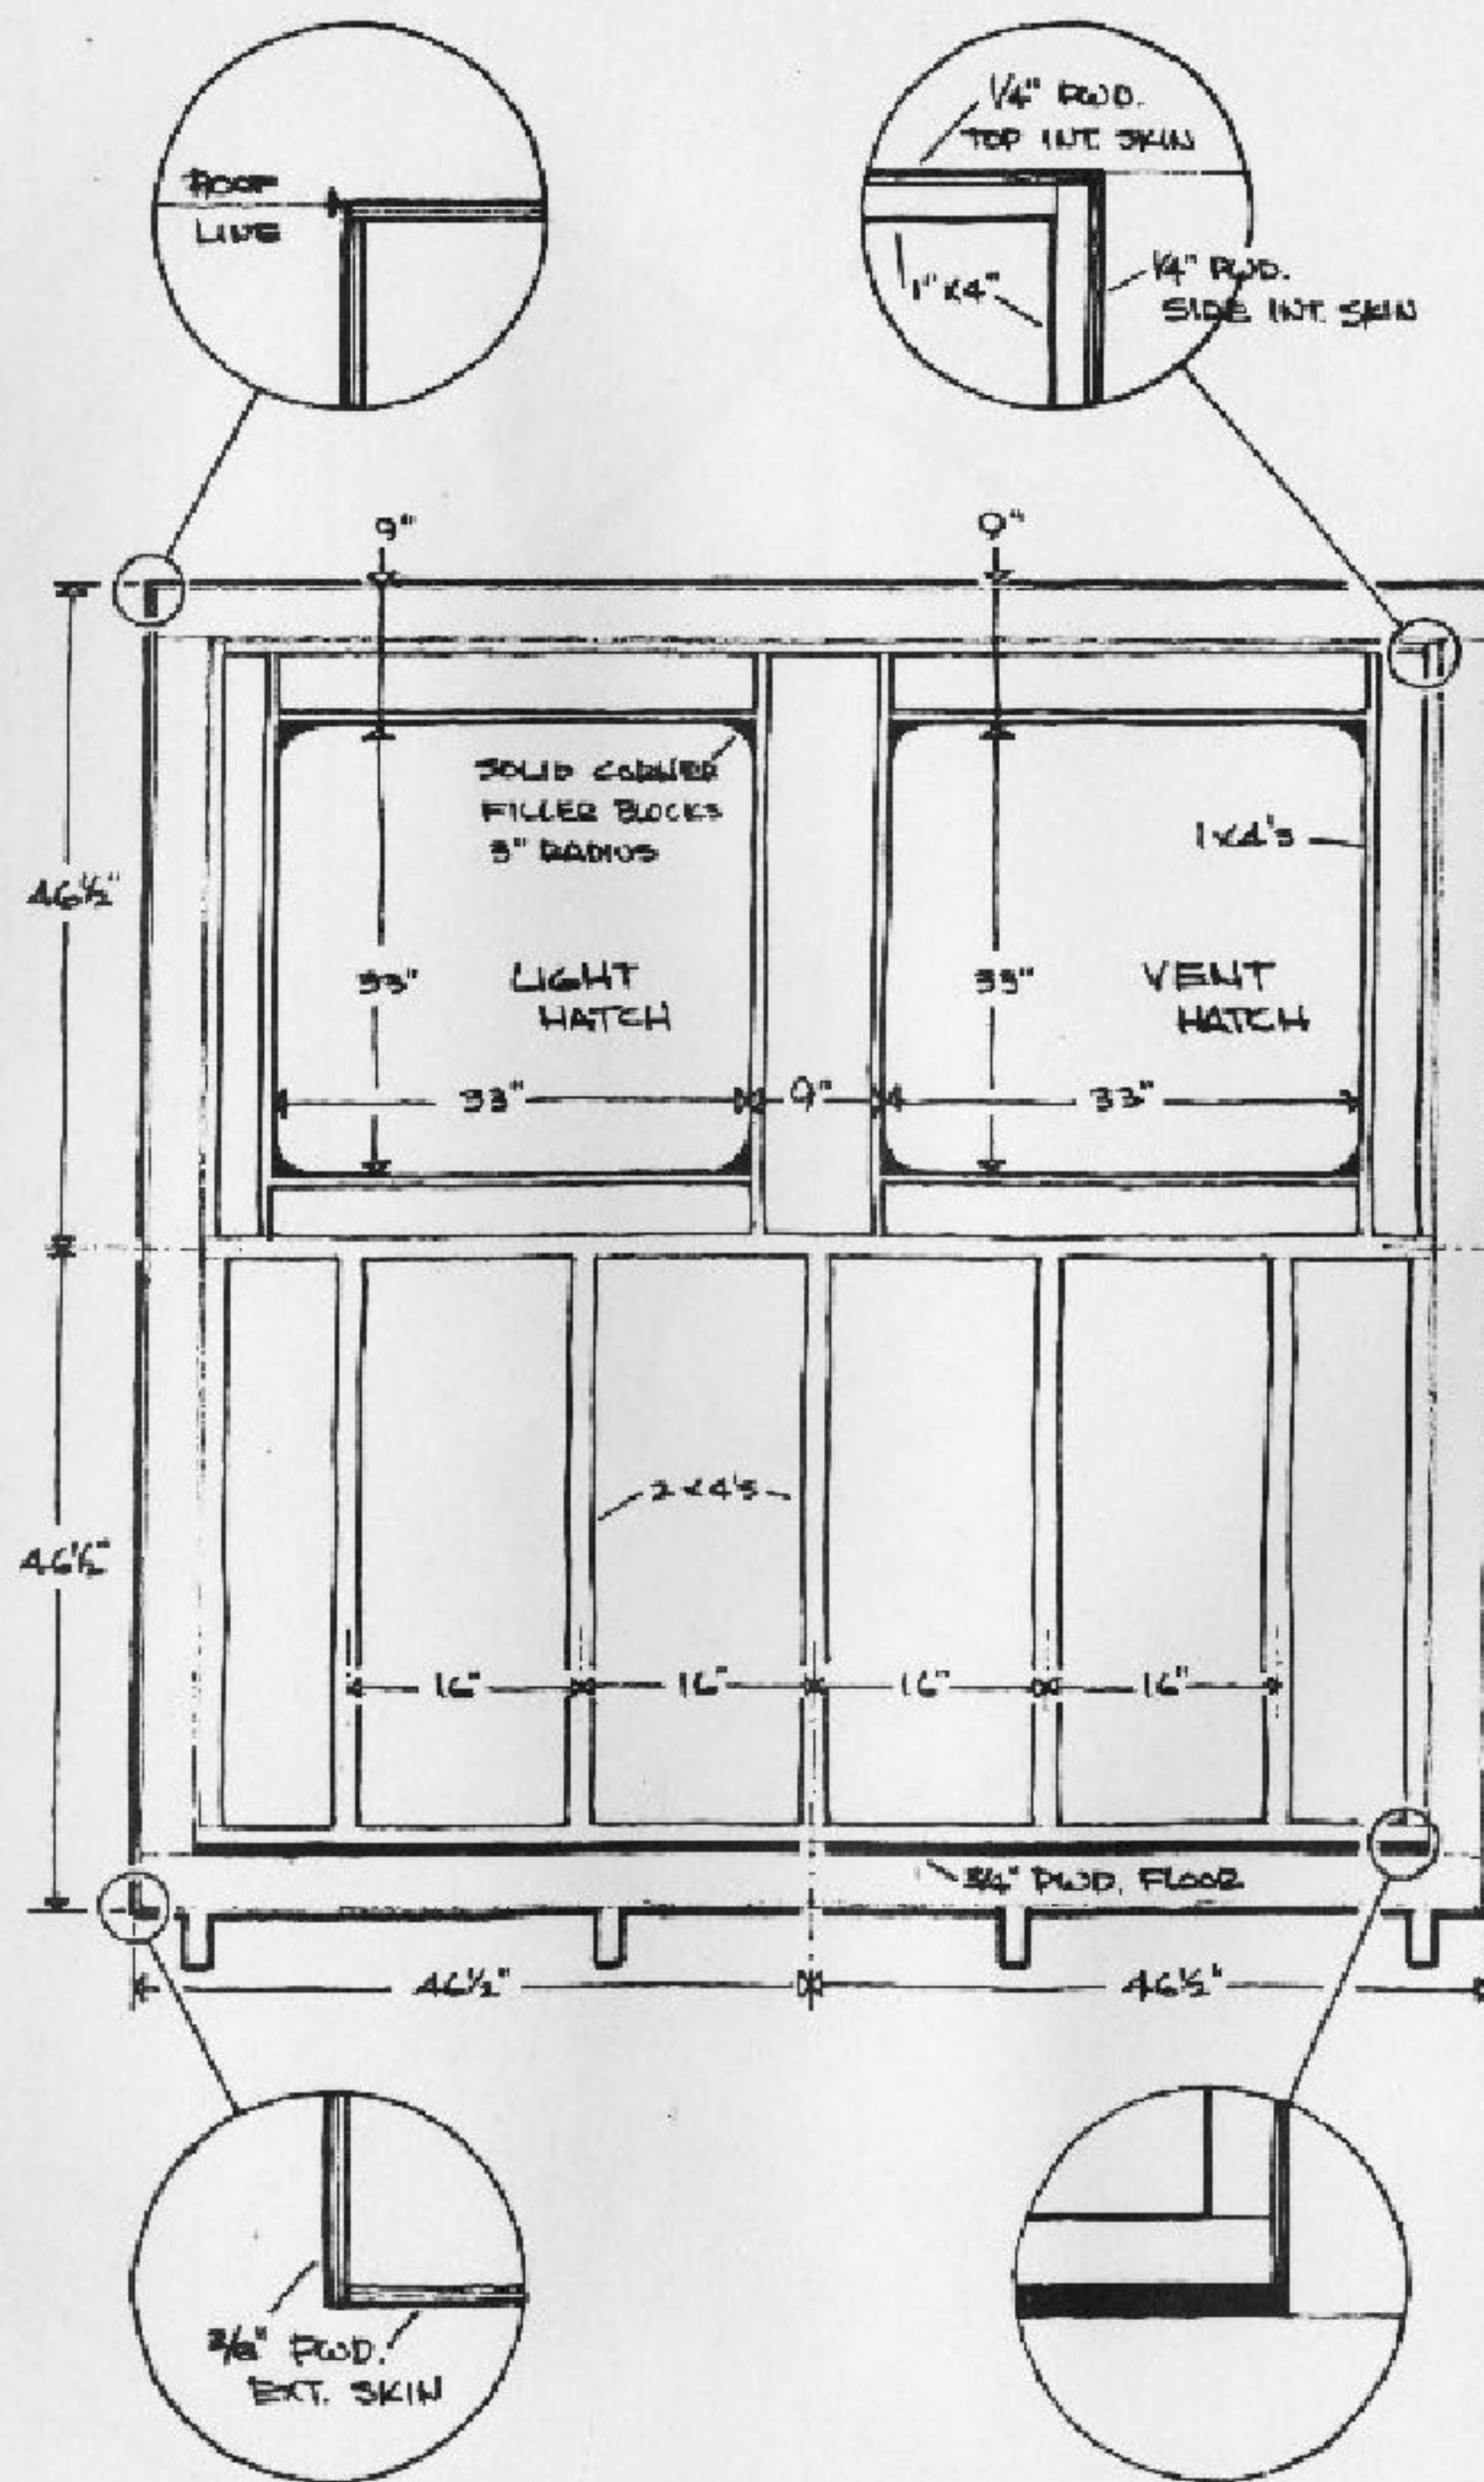 ROOF
LINE
1/4" PWD.
TOP INT. SKIN
1"x4"
1/4" PWD.
SIDE INT. SKIN
9"
9"
SOLID CORNER
FILLER BLOCKS
3" RADIUS
1x4's
46½"
33"
LIGHT
HATCH
33"
VENT
HATCH
33"
9"
33"
2x4's
46½"
16"
16"
16"
16"
3/4" PWD. FLOOR
46½"
46½"
3/8" PWD.
EXT. SKIN